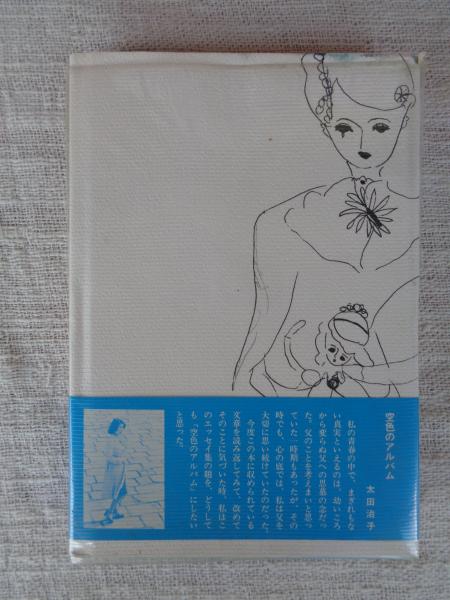 空色のアルバム
太田治子
私の青春の中で、まぎれもな
い真実といえるのは、幼いころ
から変らぬ父への思慕の念だっ
た。父のことを考えまいと思っ
ていた一時期もあったが、その
時でも、心の底では、私は父を
大切に思い続けていたのだった。
今度この本に収められている
文章を読み返してみて、改めて
そのことに気づいた時、私はこ
のエッセイ集の題を、どうして
も「空色のアルバム」にしたい
と思った。